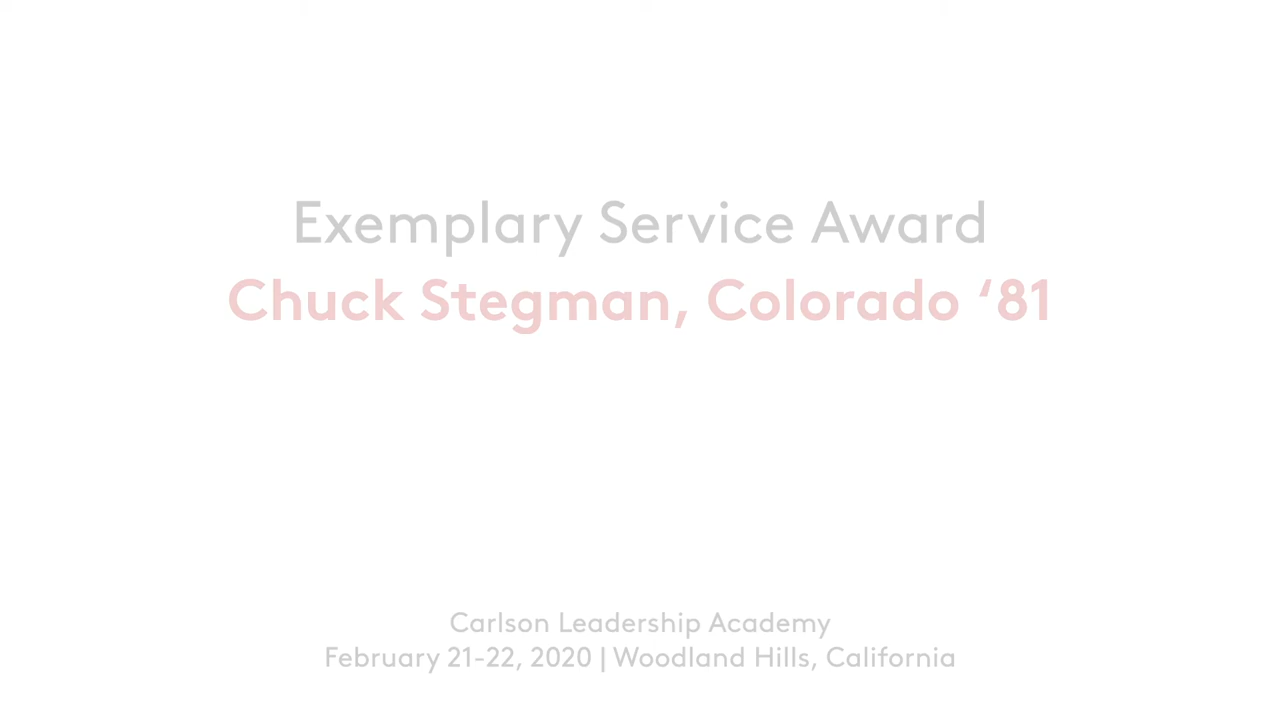 Exemplary Service Award
Chuck Stegman, Colorado ‘81
Carlson Leadership Academy
February 21-22, 2020 | Woodland Hills, California